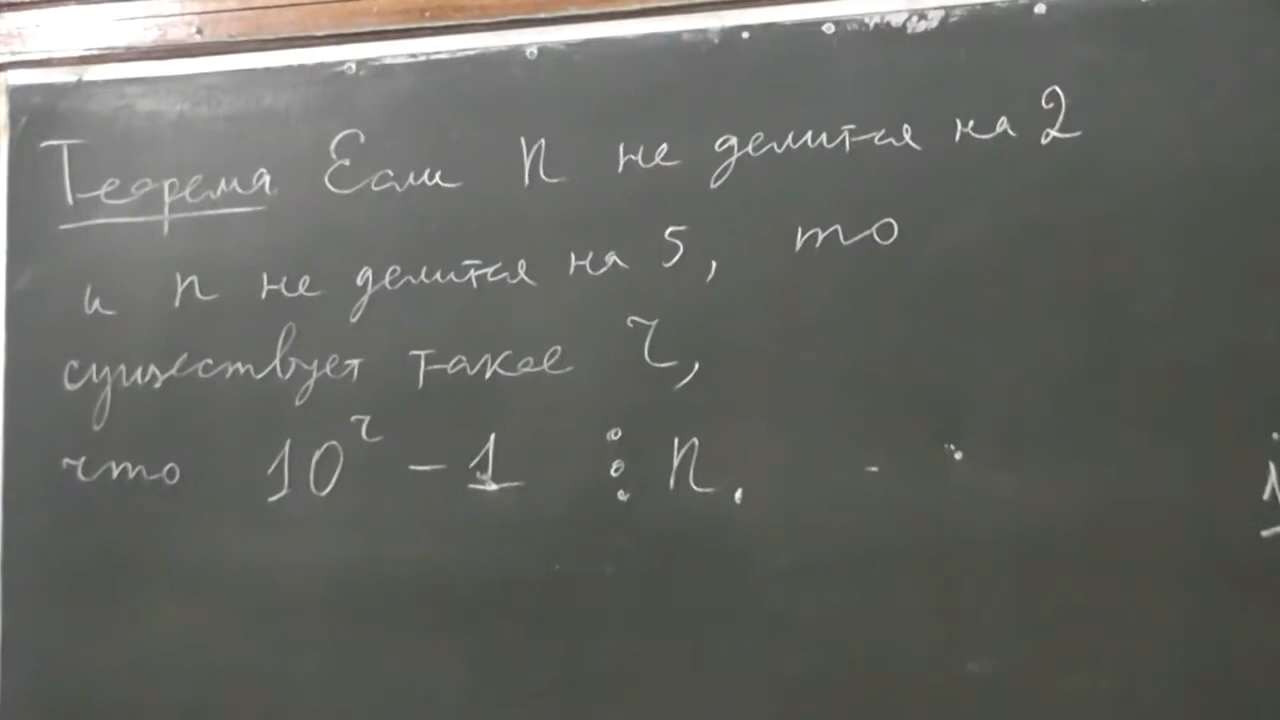 Теорема Если n не делится на 2
и n не делится на 5, то
существует такое r,
что 10^r - 1 ⋮ n.